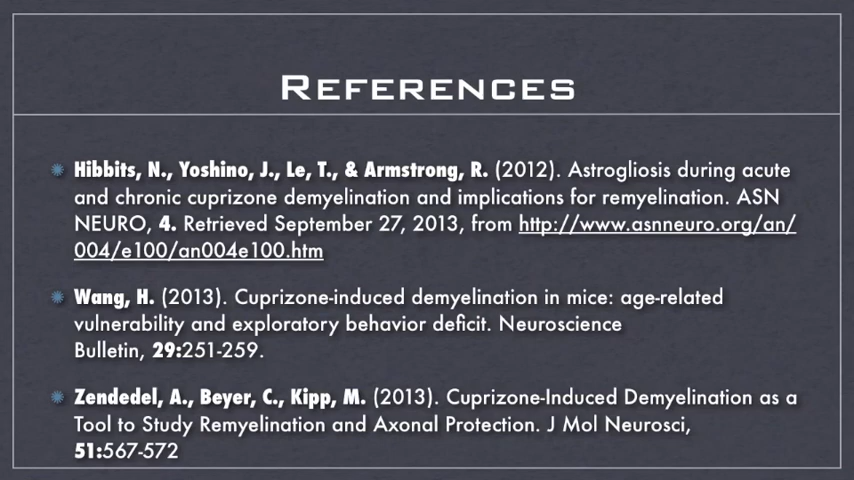 References
Hibbits, N., Yoshino, J., Le, T., & Armstrong, R. (2012). Astrogliosis during acute
and chronic cuprizone demyelination and implications for remyelination. ASN
NEURO, 4. Retrieved September 27, 2013, from http://www.asnneuro.org/an/
004/e100/an004e100.htm
Wang, H. (2013). Cuprizone-induced demyelination in mice: age-related
vulnerability and exploratory behavior deficit. Neuroscience
Bulletin, 29:251-259.
Zendedel, A., Beyer, C., Kipp, M. (2013). Cuprizone-Induced Demyelination as a
Tool to Study Remyelination and Axonal Protection. J Mol Neurosci,
51:567-572